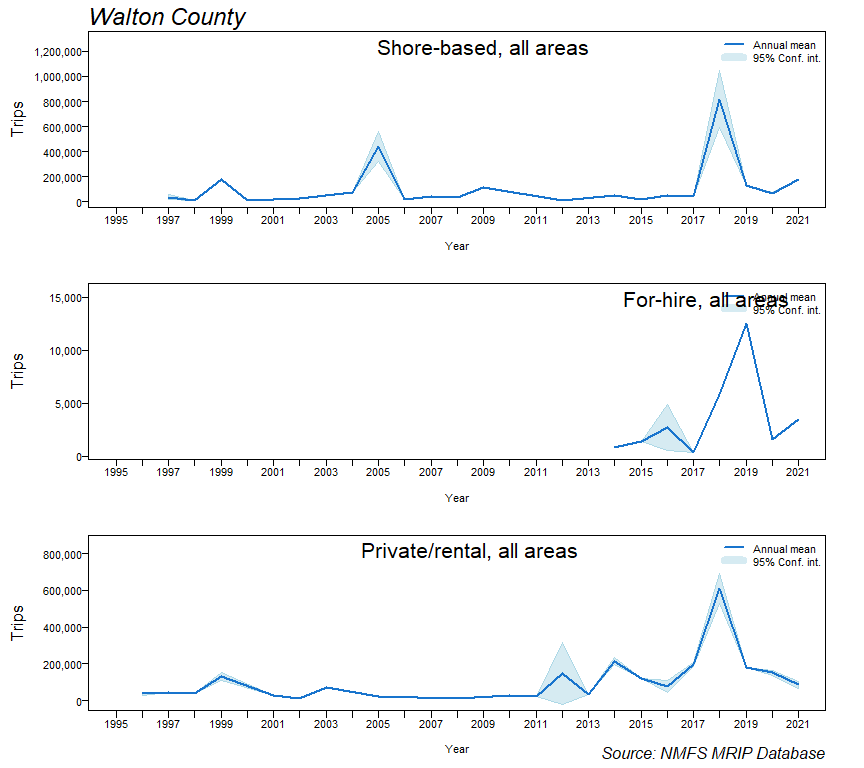 Walton County
Shore-based, all areas
Annual mean
95% Conf. int.
Trips
1,200,000
1,000,000
800,000
600,000
400,000
200,000
0
1995 1997 1999 2001 2003 2005 2007 2009 2011 2013 2015 2017 2019 2021
Year
For-hire, all areas
Annual mean
95% Conf. int.
Trips
15,000
10,000
5,000
0
1995 1997 1999 2001 2003 2005 2007 2009 2011 2013 2015 2017 2019 2021
Year
Private/rental, all areas
Annual mean
95% Conf. int.
Trips
800,000
600,000
400,000
200,000
0
1995 1997 1999 2001 2003 2005 2007 2009 2011 2013 2015 2017 2019 2021
Year
Source: NMFS MRIP Database